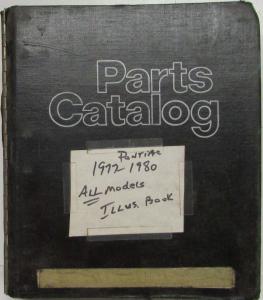 Parts
Catalog
Pontiac
1972 1980
ALL Models
ILLUS. Book